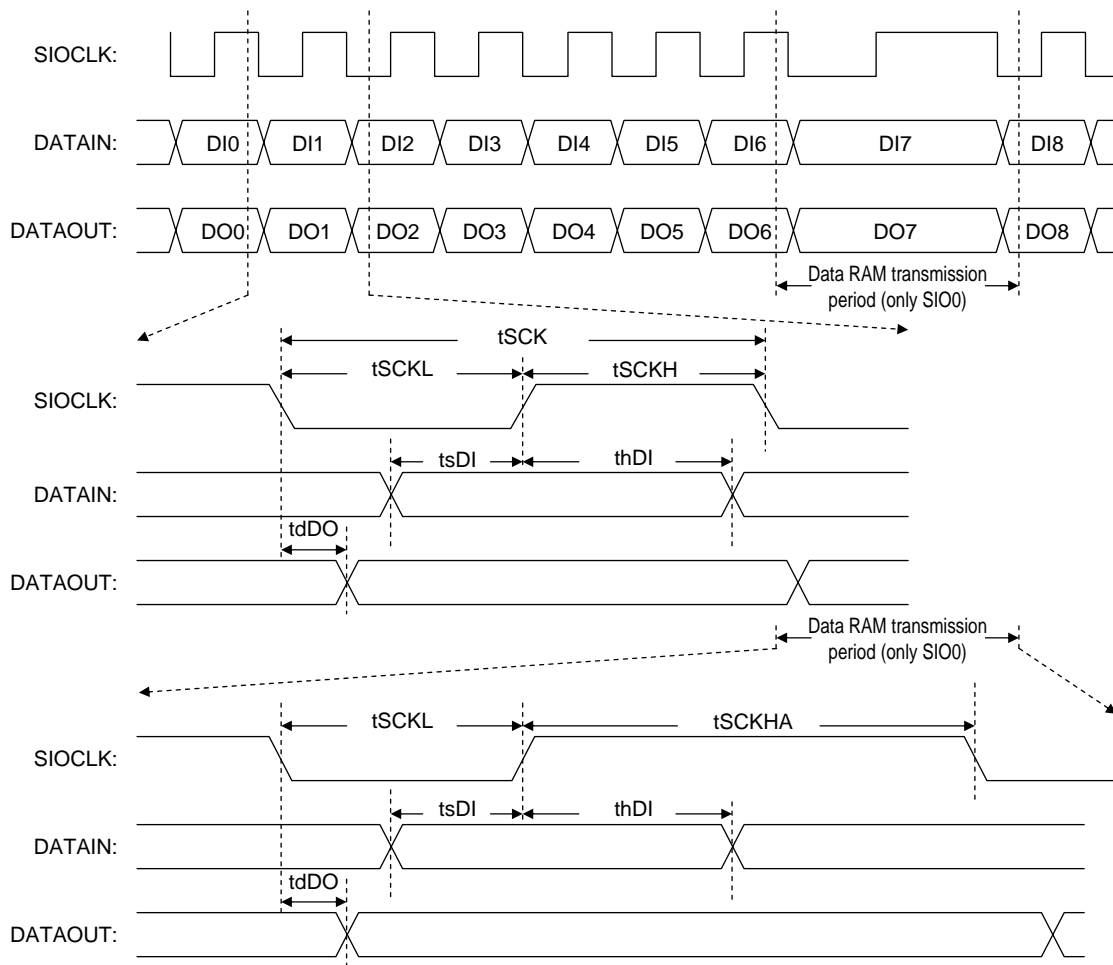 SIOCLK:
DATAIN: DI0 DI1 DI2 DI3 DI4 DI5 DI6 DI7 DI8
DATAOUT: DO0 DO1 DO2 DO3 DO4 DO5 DO6 DO7 DO8
Data RAM transmission
period (only SIO0)
tSCK
tSCKL tSCKH
SIOCLK:
tsDI thDI
DATAIN:
tdDO
DATAOUT:
Data RAM transmission
period (only SIO0)
tSCKL tSCKHA
SIOCLK:
tsDI thDI
DATAIN:
tdDO
DATAOUT: